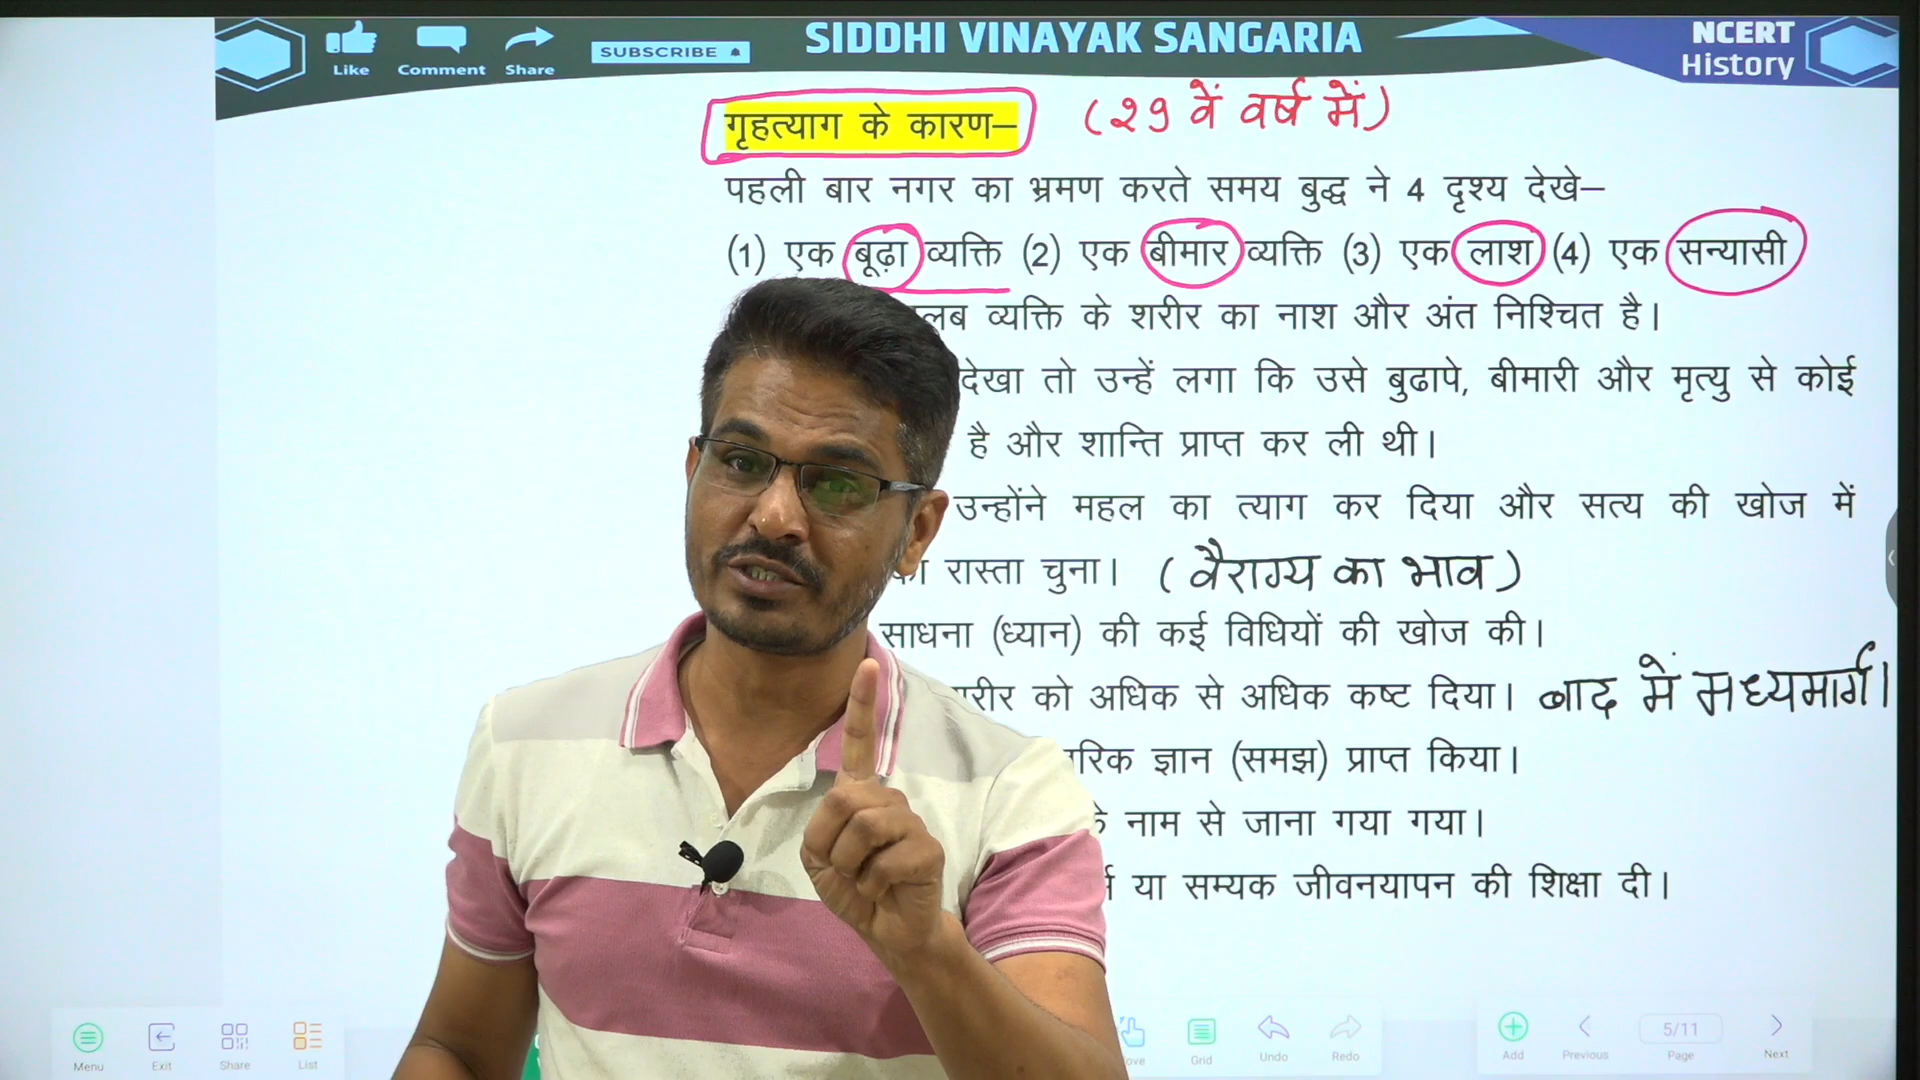 SIDDHI VINAYAK SANGARIA
NCERT
History
Like Comment Share
SUBSCRIBE
गृहत्याग के कारण– (29 वें वर्ष में)
पहली बार नगर का भ्रमण करते समय बुद्ध ने 4 दृश्य देखे–
(1) एक बूढ़ा व्यक्ति (2) एक बीमार व्यक्ति (3) एक लाश (4) एक सन्यासी
व्यक्ति के शरीर का नाश और अंत निश्चित है।
देखा तो उन्हें लगा कि उसे बुढापे, बीमारी और मृत्यु से कोई
है और शान्ति प्राप्त कर ली थी।
उन्होंने महल का त्याग कर दिया और सत्य की खोज में
रास्ता चुना। (वैराग्य का भाव)
साधना (ध्यान) की कई विधियों की खोज की।
को अधिक से अधिक कष्ट दिया। बाद में मध्यमार्ग।
ज्ञान (समझ) प्राप्त किया।
नाम से जाना गया गया।
या सम्यक जीवनयापन की शिक्षा दी।
Menu Exit Share List Grid Undo Redo Add Previous 5/11 Page Next